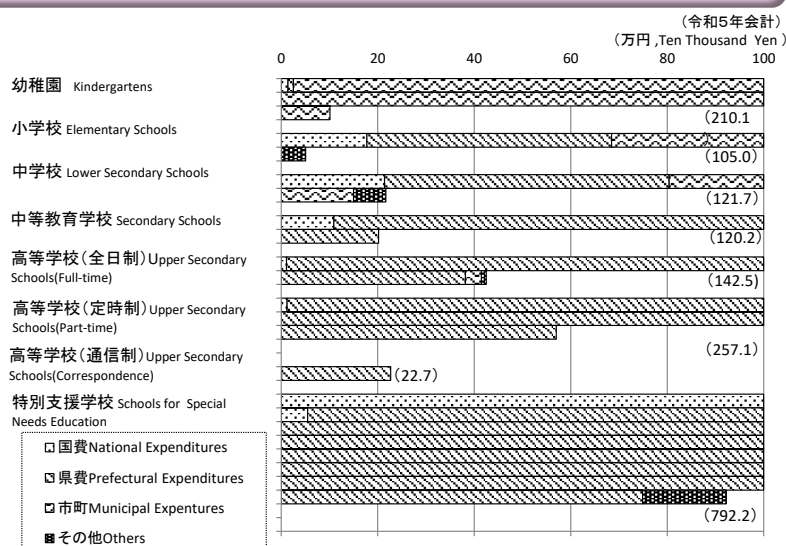 （令和５年会計）
（万円 ,Ten Thousand Yen ）
0 20 40 60 80 100
幼稚園 Kindergartens
(210.1
小学校 Elementary Schools
(105.0)
中学校 Lower Secondary Schools
(121.7)
中等教育学校 Secondary Schools
(120.2)
高等学校（全日制）Upper Secondary
Schools(Full-time)
(142.5)
高等学校（定時制）Upper Secondary
Schools(Part-time)
(257.1)
高等学校（通信制）Upper Secondary
Schools(Correspondence)
(22.7)
特別支援学校 Schools for Special
Needs Education
国費National Expenditures
県費Prefectural Expenditures
市町Municipal Expentures
その他Others
(792.2)